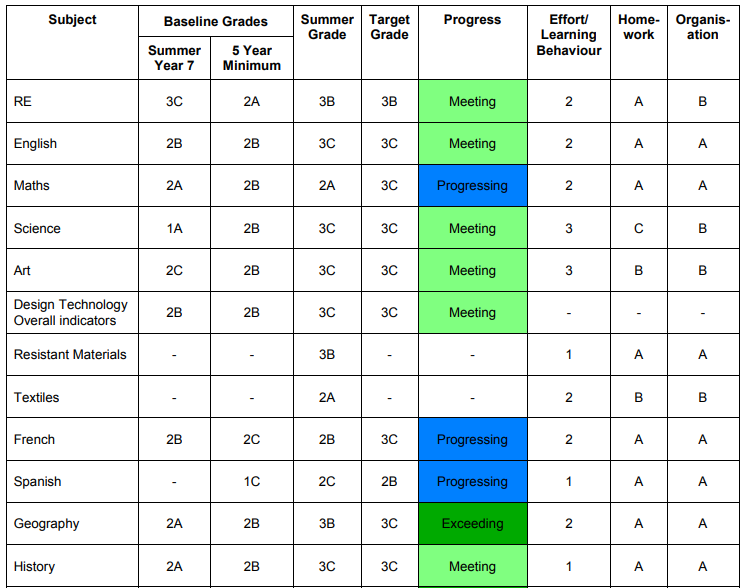 Subject Baseline Grades Summer Grade Target Grade Progress Effort/ Learning Behaviour Home-work Organis-ation
Summer Year 7 5 Year Minimum
RE 3C 2A 3B 3B Meeting 2 A B
English 2B 2B 3C 3C Meeting 2 A A
Maths 2A 2B 2A 3C Progressing 2 A A
Science 1A 2B 3C 3C Meeting 3 C B
Art 2C 2B 3C 3C Meeting 3 B B
Design Technology Overall indicators 2B 2B 3C 3C Meeting - - -
Resistant Materials - - 3B - - 1 A A
Textiles - - 2A - - 2 B B
French 2B 2C 2B 3C Progressing 2 A A
Spanish - 1C 2C 2B Progressing 1 A A
Geography 2A 2B 3B 3C Exceeding 2 A A
History 2A 2B 3C 3C Meeting 1 A A